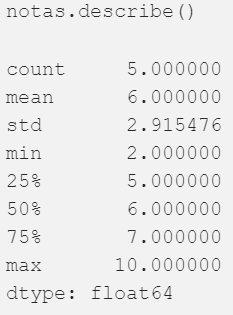 notas.describe()
count 5.000000
mean 6.000000
std 2.915476
min 2.000000
25% 5.000000
50% 6.000000
75% 7.000000
max 10.000000
dtype: float64